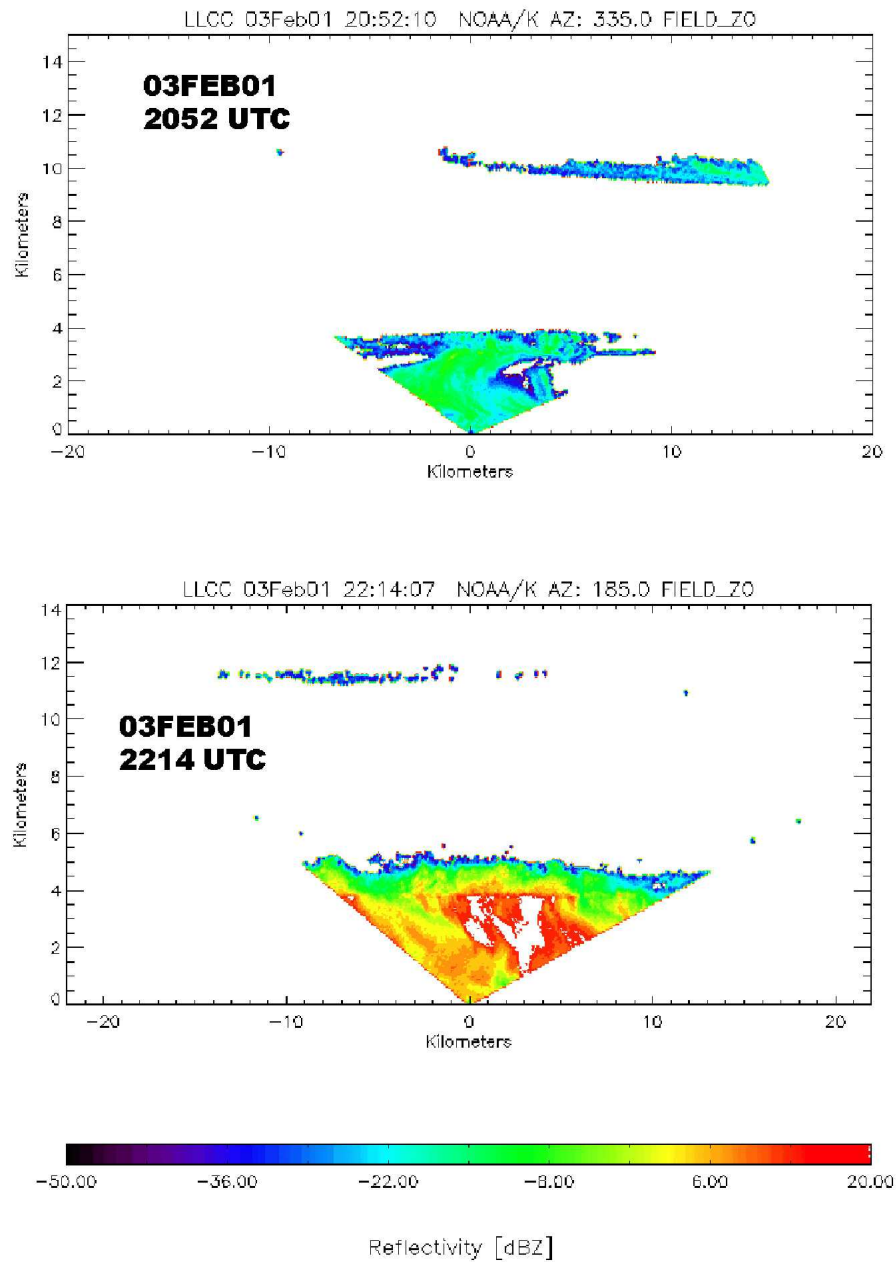 LLCC 03Feb01 20:52:10 NOAA/K AZ: 335.0 FIELD_Z0
03FEB01
2052 UTC
14
12
10
8
6
4
2
0
Kilometers
−20
−10
0
10
20
Kilometers
LLCC 03Feb01 22:14:07 NOAA/K AZ: 185.0 FIELD_Z0
14
12
10
8
6
4
2
0
Kilometers
03FEB01
2214 UTC
−20
−10
0
10
20
Kilometers
−50.00 −36.00 −22.00 −8.00 6.00 20.00
Reflectivity [dBZ]